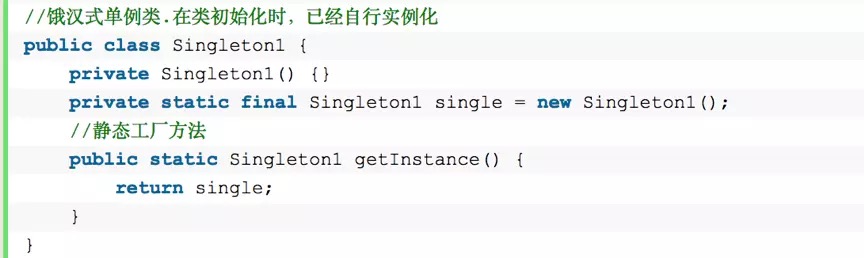 //饿汉式单例类.在类初始化时，已经自行实例化
public class Singleton1 {
    private Singleton1() {}
    private static final Singleton1 single = new Singleton1();
    //静态工厂方法
    public static Singleton1 getInstance() {
        return single;
    }
}